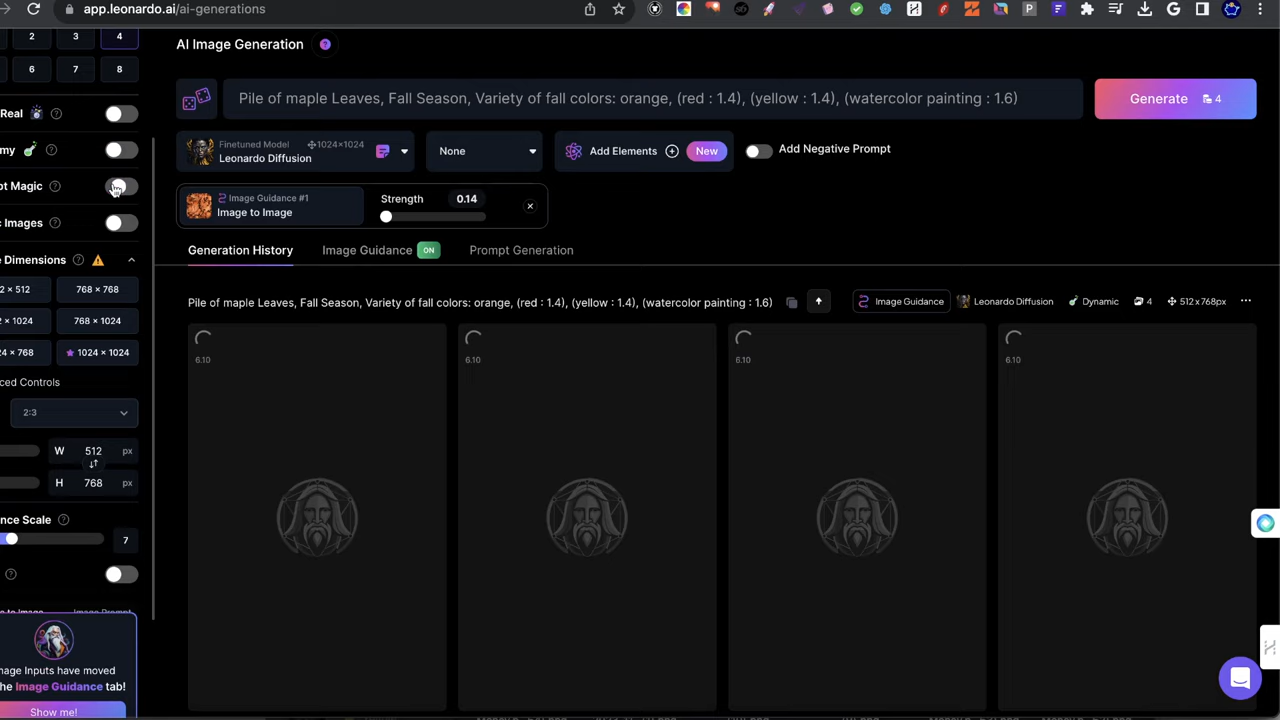 app.leonardo.ai/ai-generations
2 3 4
6 7 8
Real
my
pt Magic
c Images
e Dimensions
2 × 512 768 × 768
2 × 1024 768 × 1024
24 × 768 1024 × 1024
ced Controls
2:3
W 512 px
H 768 px
nce Scale
7
e to Image Image Prompt
mage Inputs have moved
the Image Guidance tab!
Show me!
AI Image Generation
Pile of maple Leaves, Fall Season, Variety of fall colors: orange, (red : 1.4), (yellow : 1.4), (watercolor painting : 1.6)
Generate 4
Finetuned Model 1024×1024
Leonardo Diffusion
None
Add Elements New
Add Negative Prompt
Image Guidance #1
Image to Image
Strength 0.14
Generation History Image Guidance ON Prompt Generation
Pile of maple Leaves, Fall Season, Variety of fall colors: orange, (red : 1.4), (yellow : 1.4), (watercolor painting : 1.6)
Image Guidance Leonardo Diffusion Dynamic 4 512 x 768px
6.10 6.10 6.10 6.10